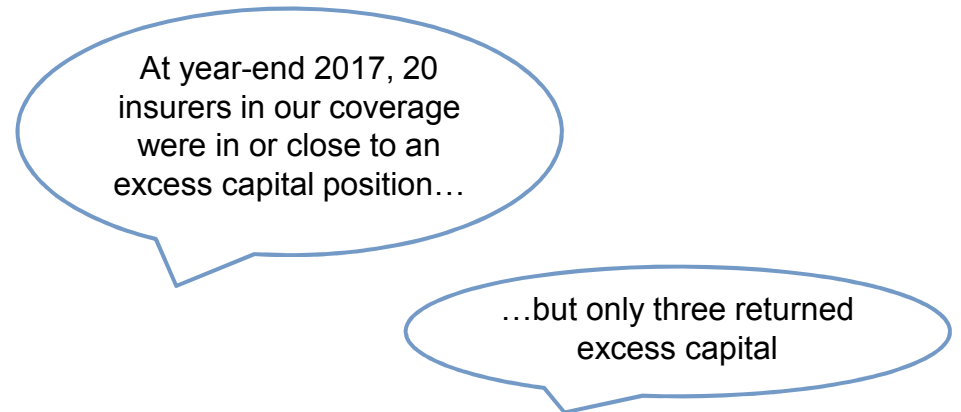 At year-end 2017, 20
insurers in our coverage
were in or close to an
excess capital position…
…but only three returned
excess capital